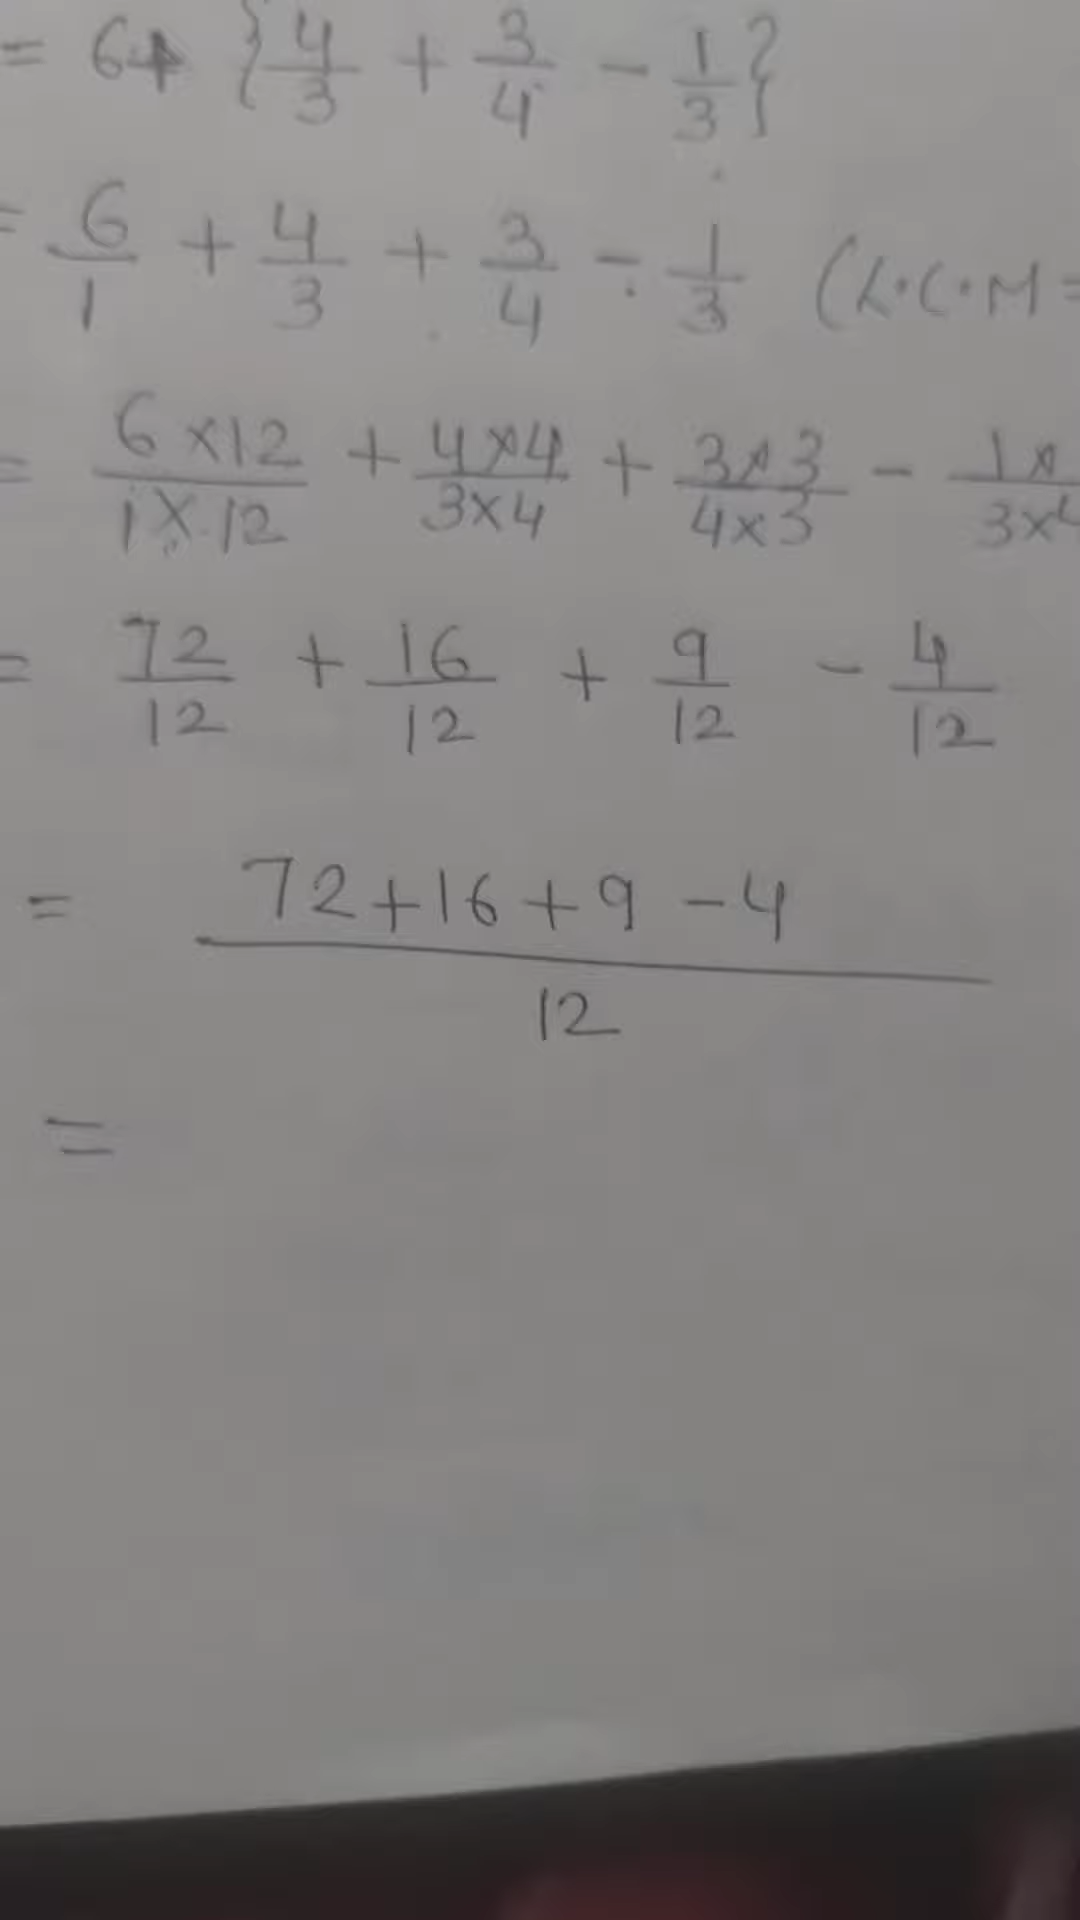 = 6+ {4/3 + 3/4 - 1/3}
= 6/1 + 4/3 + 3/4 - 1/3 (L.C.M =
= 6×12/1×12 + 4×4/3×4 + 3×3/4×3 - 1×/3×4
= 72/12 + 16/12 + 9/12 - 4/12
= 72+16+9-4/12
=